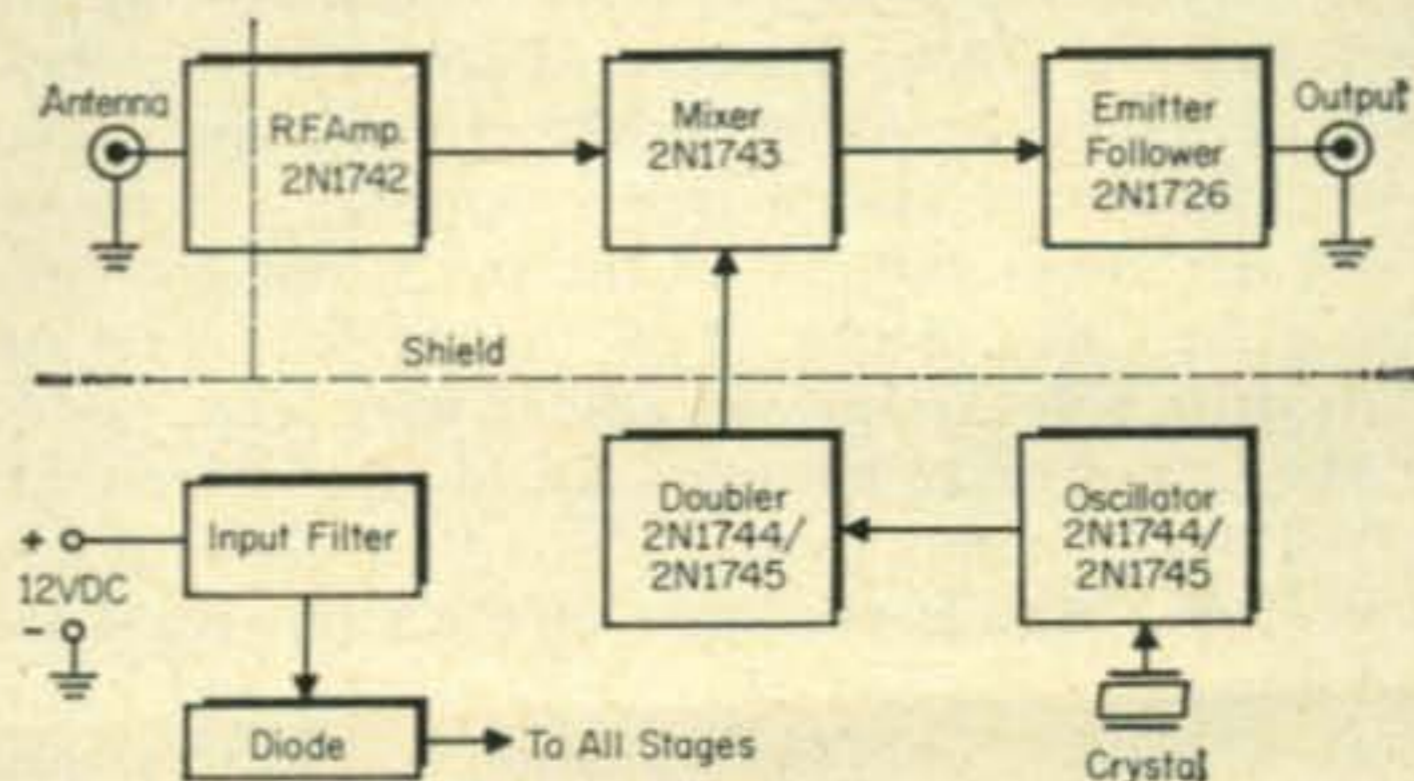 Antenna
R.F. Amp.
2N1742
Mixer
2N1743
Emitter
Follower
2N1726
Output
Shield
+
12VDC
-
Input Filter
Diode
To All Stages
Doubler
2N1744/
2N1745
Oscillator
2N1744/
2N1745
Crystal